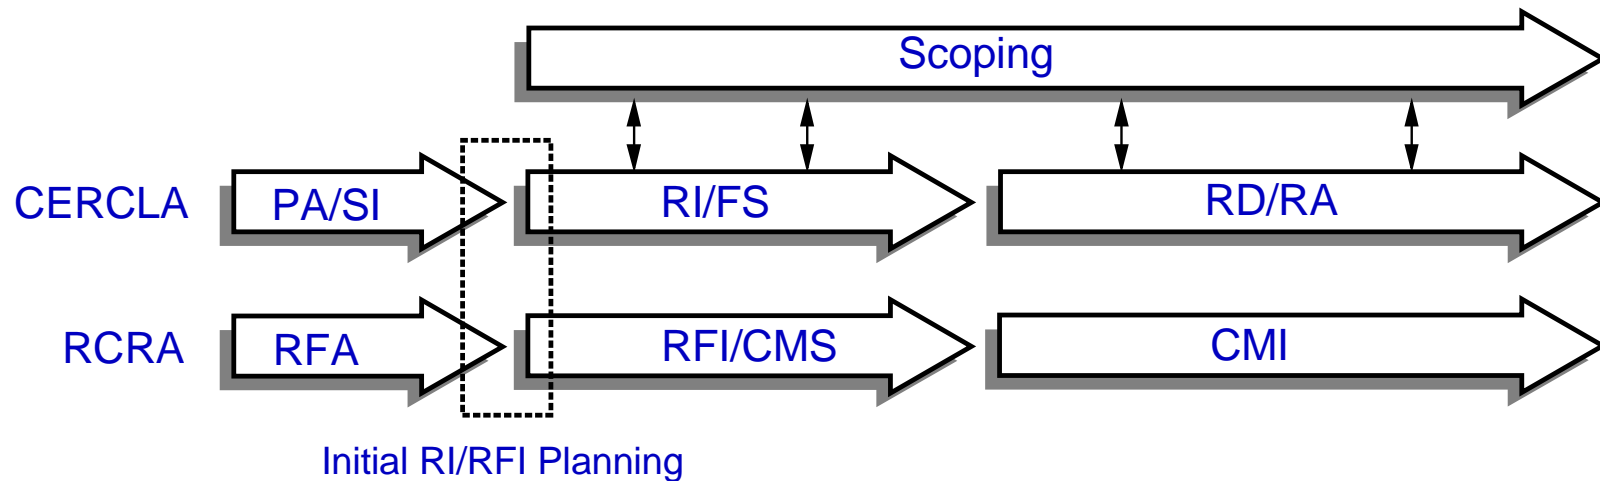 Scoping
CERCLA PA/SI RI/FS RD/RA
RCRA RFA RFI/CMS CMI
Initial RI/RFI Planning